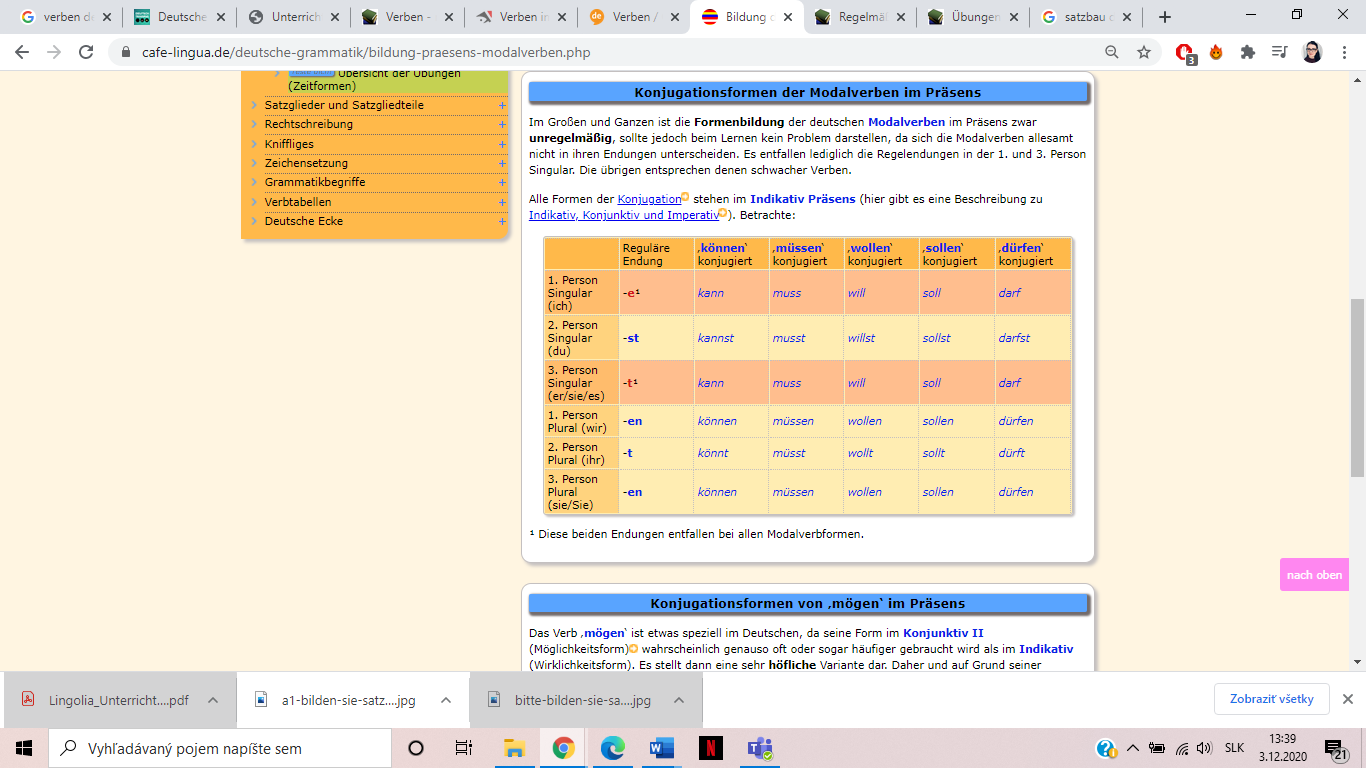 verben de
Deutsche
Unterrich
Verben -
Verben in
Verben /
Bildung d
Regelmä
Übungen
satzbau d
cafe-lingua.de/deutsche-grammatik/bildung-praesens-modalverben.php
3
Übersicht der Übungen
(Zeitformen)
Satzglieder und Satzgliedteile +
Rechtschreibung +
Kniffliges +
Zeichensetzung +
Grammatikbegriffe +
Verbtabellen +
Deutsche Ecke +
Konjugationsformen der Modalverben im Präsens
Im Großen und Ganzen ist die Formenbildung der deutschen Modalverben im Präsens zwar
unregelmäßig, sollte jedoch beim Lernen kein Problem darstellen, da sich die Modalverben allesamt
nicht in ihren Endungen unterscheiden. Es entfallen lediglich die Regelendungen in der 1. und 3. Person
Singular. Die übrigen entsprechen denen schwacher Verben.
Alle Formen der Konjugation stehen im Indikativ Präsens (hier gibt es eine Beschreibung zu
Indikativ, Konjunktiv und Imperativ). Betrachte:
Reguläre Endung ‚können‘ konjugiert ‚müssen‘ konjugiert ‚wollen‘ konjugiert ‚sollen‘ konjugiert ‚dürfen‘ konjugiert
1. Person Singular (ich) -e¹ kann muss will soll darf
2. Person Singular (du) -st kannst musst willst sollst darfst
3. Person Singular (er/sie/es) -t¹ kann muss will soll darf
1. Person Plural (wir) -en können müssen wollen sollen dürfen
2. Person Plural (ihr) -t könnt müsst wollt sollt dürft
3. Person Plural (sie/Sie) -en können müssen wollen sollen dürfen
¹ Diese beiden Endungen entfallen bei allen Modalverbformen.
nach oben
Konjugationsformen von ‚mögen‘ im Präsens
Das Verb ‚mögen‘ ist etwas speziell im Deutschen, da seine Form im Konjunktiv II
(Möglichkeitsform) wahrscheinlich genauso oft oder sogar häufiger gebraucht wird als im Indikativ
(Wirklichkeitsform). Es stellt dann eine sehr höfliche Variante dar. Daher und auf Grund seiner
Lingolia_Unterricht....pdf
a1-bilden-sie-satz....jpg
bitte-bilden-sie-sa....jpg
Zobraziť všetky
Vyhľadávaný pojem napíšte sem
SLK
13:39
3.12.2020
21